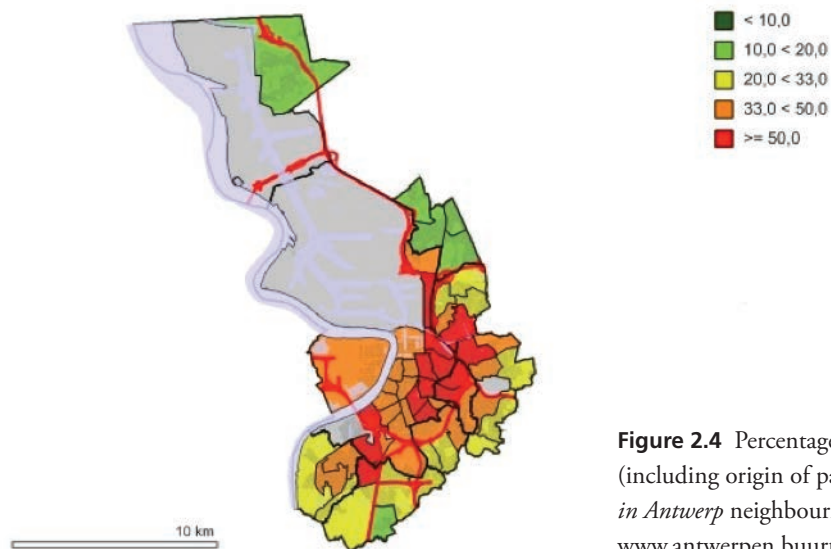 < 10,0
10,0 < 20,0
20,0 < 33,0
33,0 < 50,0
>= 50,0
10 km
Figure 2.4 Percentage
(including origin of pa
in Antwerp neighbour
www.antwerpen.buur